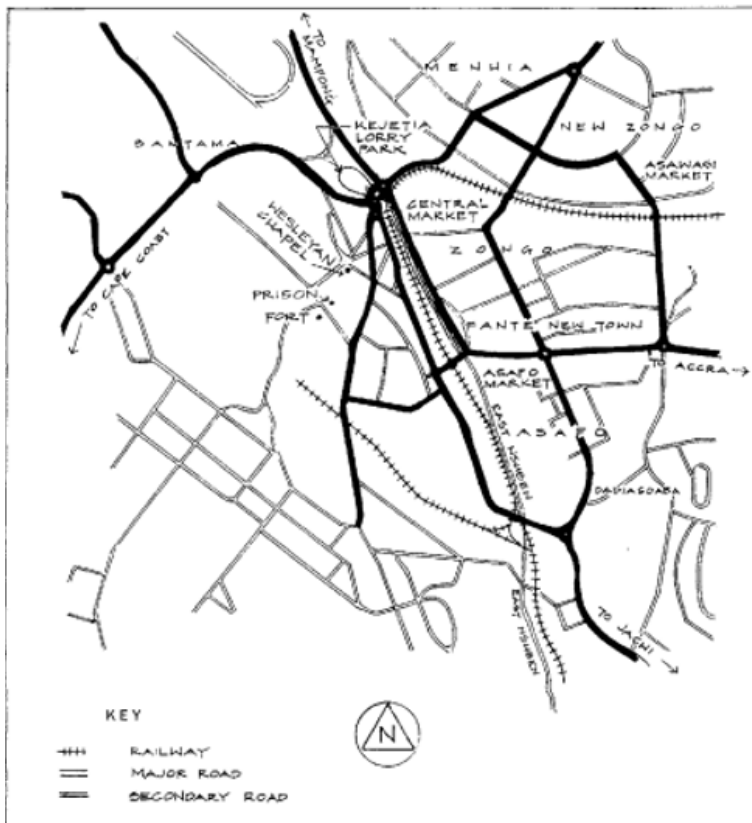 TO
MAMPONG
MENHIA
KEJETIA
LORRY
PARK
NEW ZONGO
BANTAMA
ASAWASI
MARKET
CENTRAL
MARKET
WESLEYAN
CHAPEL
ZONGO
TO CAPE COAST
PRISON
FORT
FANTE NEW TOWN
TO ACCRA
ASAFO
MARKET
EAST NSUBEN
ASAFO
DADIASOABA
EAST NSUBEN
TO JACHI
KEY
N
RAILWAY
MAJOR ROAD
SECONDARY ROAD